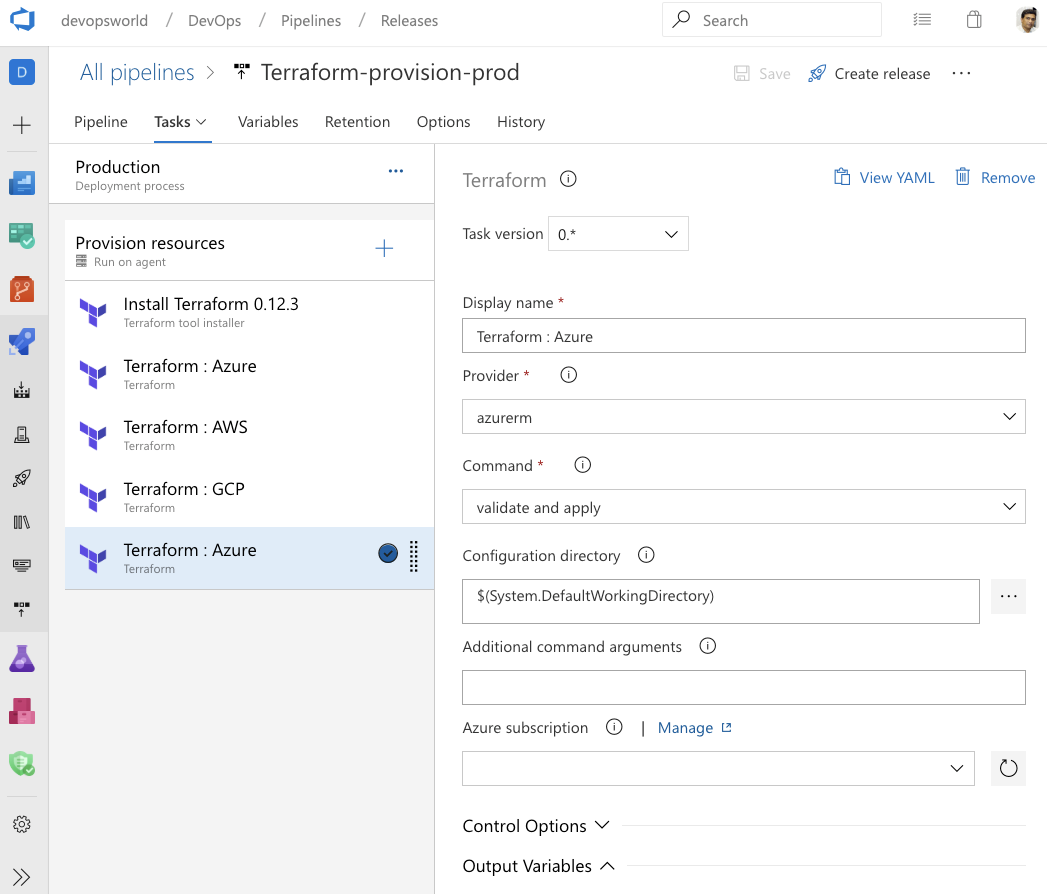 devopsworld / DevOps / Pipelines / Releases
Search
D
All pipelines > Terraform-provision-prod
Save
Create release
...
Pipeline
Tasks
Variables
Retention
Options
History
Production
Deployment process
...
Provision resources
Run on agent
Install Terraform 0.12.3
Terraform tool installer
Terraform : Azure
Terraform
Terraform : AWS
Terraform
Terraform : GCP
Terraform
Terraform : Azure
Terraform
Terraform
View YAML
Remove
Task version
0.*
Display name *
Terraform : Azure
Provider *
azurerm
Command *
validate and apply
Configuration directory
$(System.DefaultWorkingDirectory)
...
Additional command arguments
Azure subscription | Manage
Control Options
Output Variables